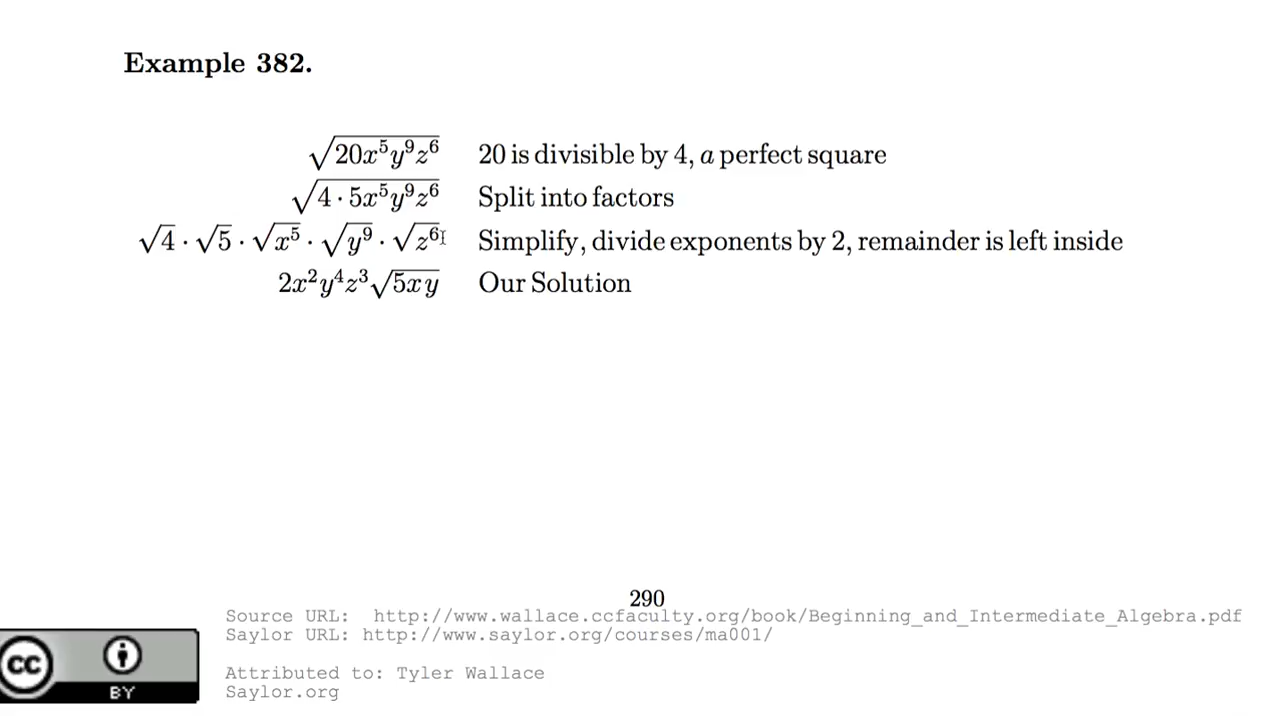 Example 382.
√20x⁵y⁹z⁶ 20 is divisible by 4, a perfect square
√4 · 5x⁵y⁹z⁶ Split into factors
√4 · √5 · √x⁵ · √y⁹ · √z⁶ Simplify, divide exponents by 2, remainder is left inside
2x²y⁴z³√5xy Our Solution
290
Source URL: http://www.wallace.ccfaculty.org/book/Beginning_and_Intermediate_Algebra.pdf
Saylor URL: http://www.saylor.org/courses/ma001/
Attributed to: Tyler Wallace
Saylor.org
cc
BY